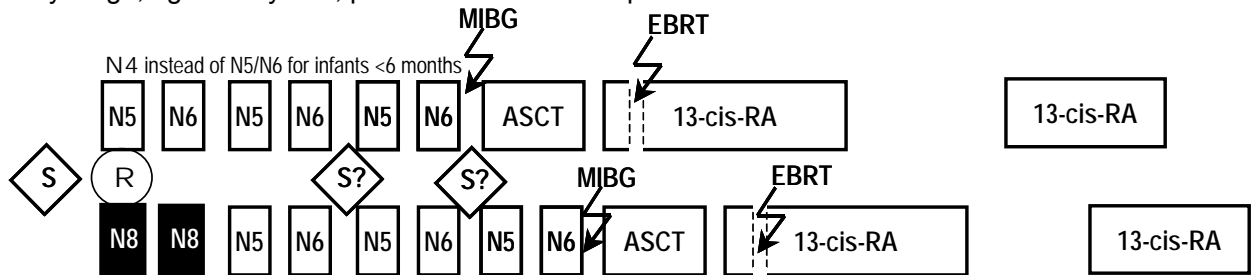 MIBG
EBRT
N4 instead of N5/N6 for infants <6 months
N5 N6 N5 N6 N5 N6 ASCT 13-cis-RA 13-cis-RA
S R S? S? MIBG EBRT
N8 N8 N5 N6 N5 N6 N5 N6 ASCT 13-cis-RA 13-cis-RA